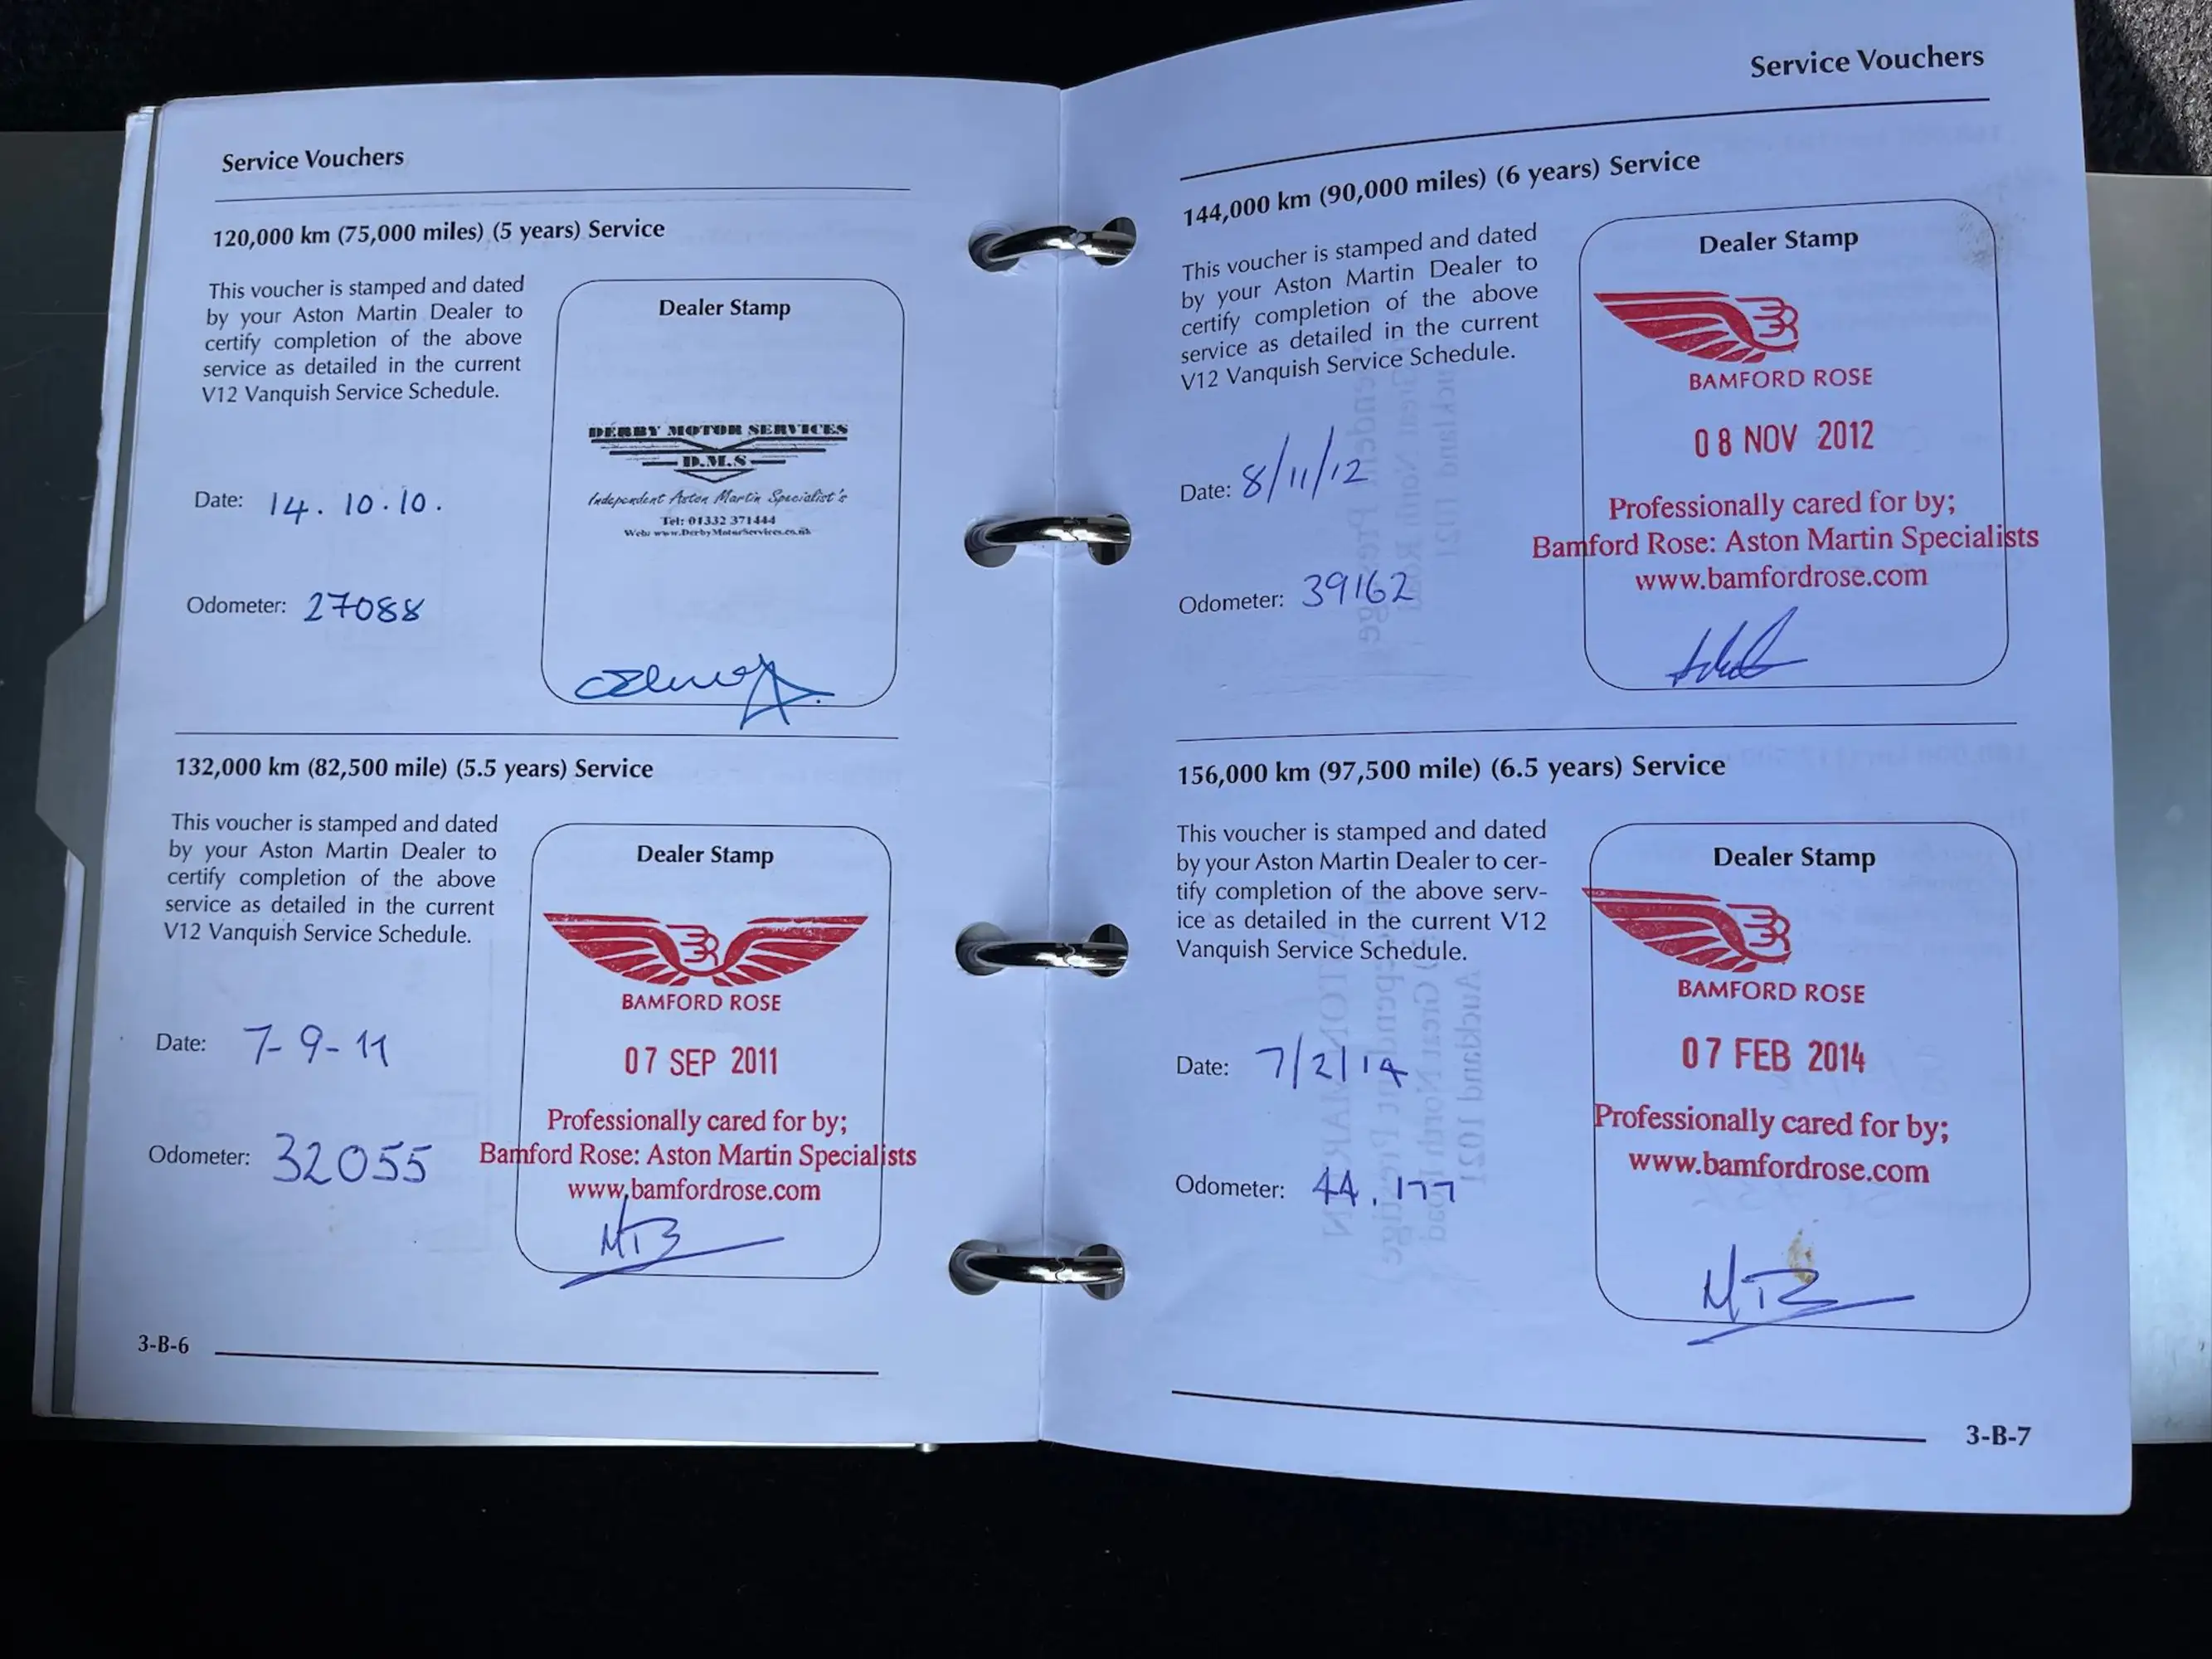 Service Vouchers
120,000 km (75,000 miles) (5 years) Service
This voucher is stamped and dated
by your Aston Martin Dealer to
certify completion of the above
service as detailed in the current
V12 Vanquish Service Schedule.
Date: 14.10.10.
Odometer: 27088
Dealer Stamp
DERBY MOTOR SERVICES
D.M.S
Independent Aston Martin Specialist's
Tel: 01332 371444
Web: www.DerbyMotorServices.co.uk
132,000 km (82,500 mile) (5.5 years) Service
This voucher is stamped and dated
by your Aston Martin Dealer to
certify completion of the above
service as detailed in the current
V12 Vanquish Service Schedule.
Date: 7-9-11
Odometer: 32055
Dealer Stamp
BAMFORD ROSE
07 SEP 2011
Professionally cared for by;
Bamford Rose: Aston Martin Specialists
www.bamfordrose.com
3-B-6
Service Vouchers
144,000 km (90,000 miles) (6 years) Service
This voucher is stamped and dated
by your Aston Martin Dealer to
certify completion of the above
service as detailed in the current
V12 Vanquish Service Schedule.
Date: 8/11/12
Odometer: 39162
Dealer Stamp
BAMFORD ROSE
08 NOV 2012
Professionally cared for by;
Bamford Rose: Aston Martin Specialists
www.bamfordrose.com
156,000 km (97,500 mile) (6.5 years) Service
This voucher is stamped and dated
by your Aston Martin Dealer to cer-
tify completion of the above serv-
ice as detailed in the current V12
Vanquish Service Schedule.
Date: 7/2/14
Odometer: 44.177
Dealer Stamp
BAMFORD ROSE
07 FEB 2014
Professionally cared for by;
www.bamfordrose.com
3-B-7